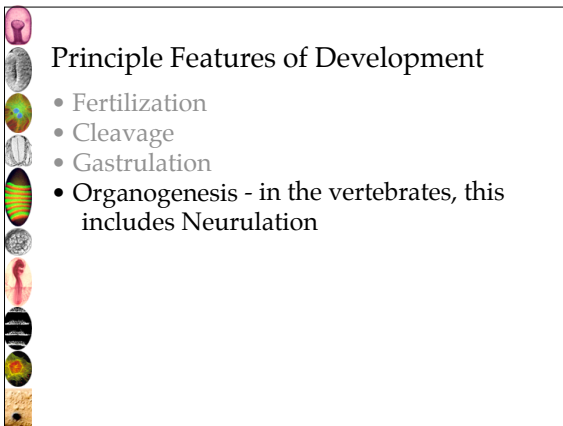 Principle Features of Development
• Fertilization
• Cleavage
• Gastrulation
• Organogenesis - in the vertebrates, this
includes Neurulation